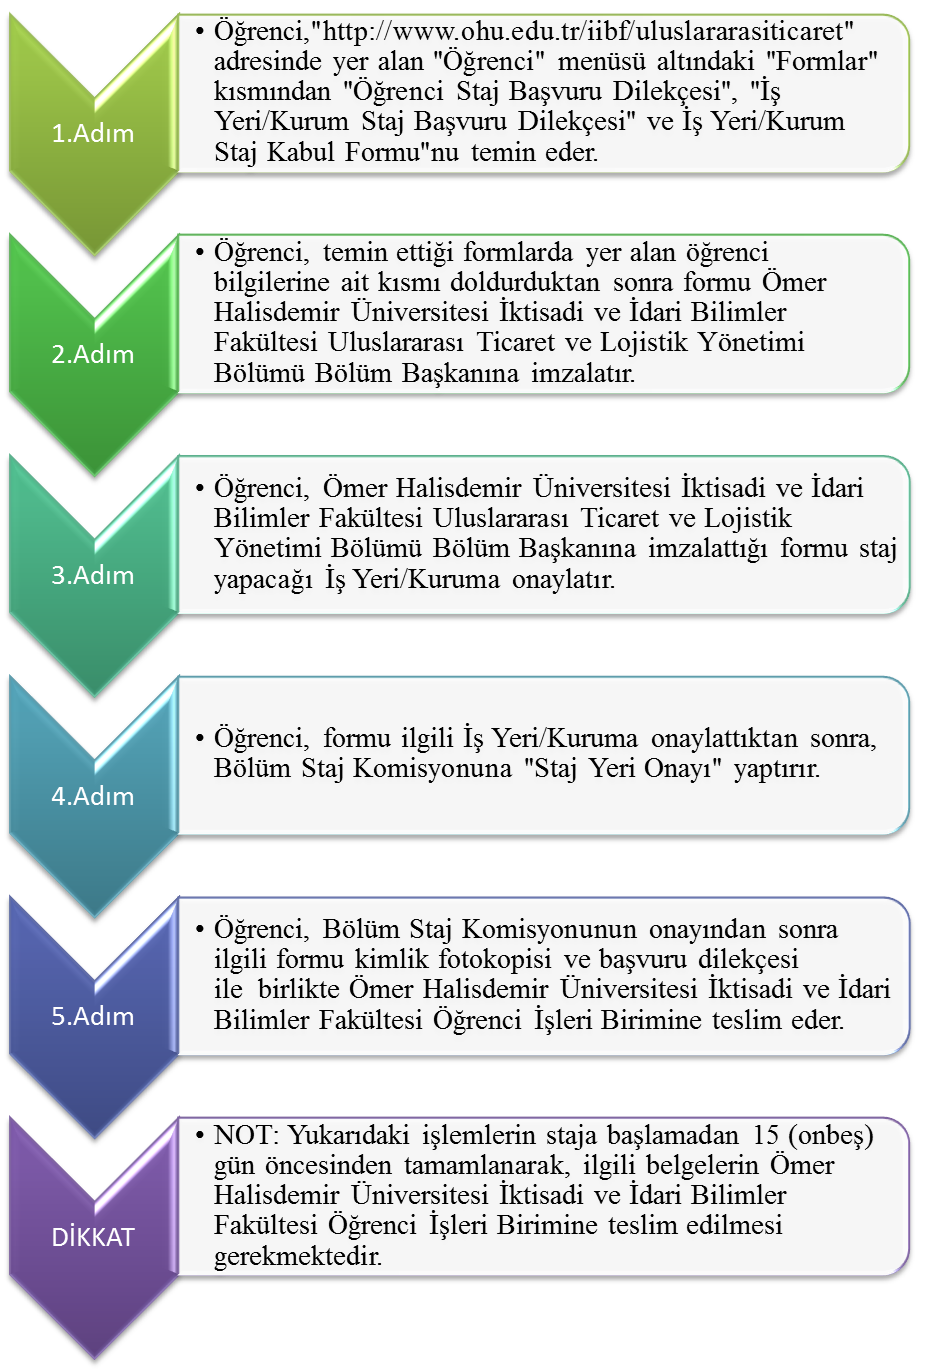 1.Adım
• Öğrenci,"http://www.ohu.edu.tr/iibf/uluslararasiticaret"
adresinde yer alan "Öğrenci" menüsü altındaki "Formlar"
kısmından "Öğrenci Staj Başvuru Dilekçesi", "İş
Yeri/Kurum Staj Başvuru Dilekçesi" ve İş Yeri/Kurum
Staj Kabul Formu"nu temin eder.
2.Adım
• Öğrenci, temin ettiği formlarda yer alan öğrenci
bilgilerine ait kısmı doldurduktan sonra formu Ömer
Halisdemir Üniversitesi İktisadi ve İdari Bilimler
Fakültesi Uluslararası Ticaret ve Lojistik Yönetimi
Bölümü Bölüm Başkanına imzalatır.
3.Adım
• Öğrenci, Ömer Halisdemir Üniversitesi İktisadi ve İdari
Bilimler Fakültesi Uluslararası Ticaret ve Lojistik
Yönetimi Bölümü Bölüm Başkanına imzalattığı formu staj
yapacağı İş Yeri/Kuruma onaylatır.
4.Adım
• Öğrenci, formu ilgili İş Yeri/Kuruma onaylattıktan sonra,
Bölüm Staj Komisyonuna "Staj Yeri Onayı" yaptırır.
5.Adım
• Öğrenci, Bölüm Staj Komisyonunun onayından sonra
ilgili formu kimlik fotokopisi ve başvuru dilekçesi
ile birlikte Ömer Halisdemir Üniversitesi İktisadi ve İdari
Bilimler Fakültesi Öğrenci İşleri Birimine teslim eder.
DİKKAT
• NOT: Yukarıdaki işlemlerin staja başlamadan 15 (onbeş)
gün öncesinden tamamlanarak, ilgili belgelerin Ömer
Halisdemir Üniversitesi İktisadi ve İdari Bilimler
Fakültesi Öğrenci İşleri Birimine teslim edilmesi
gerekmektedir.